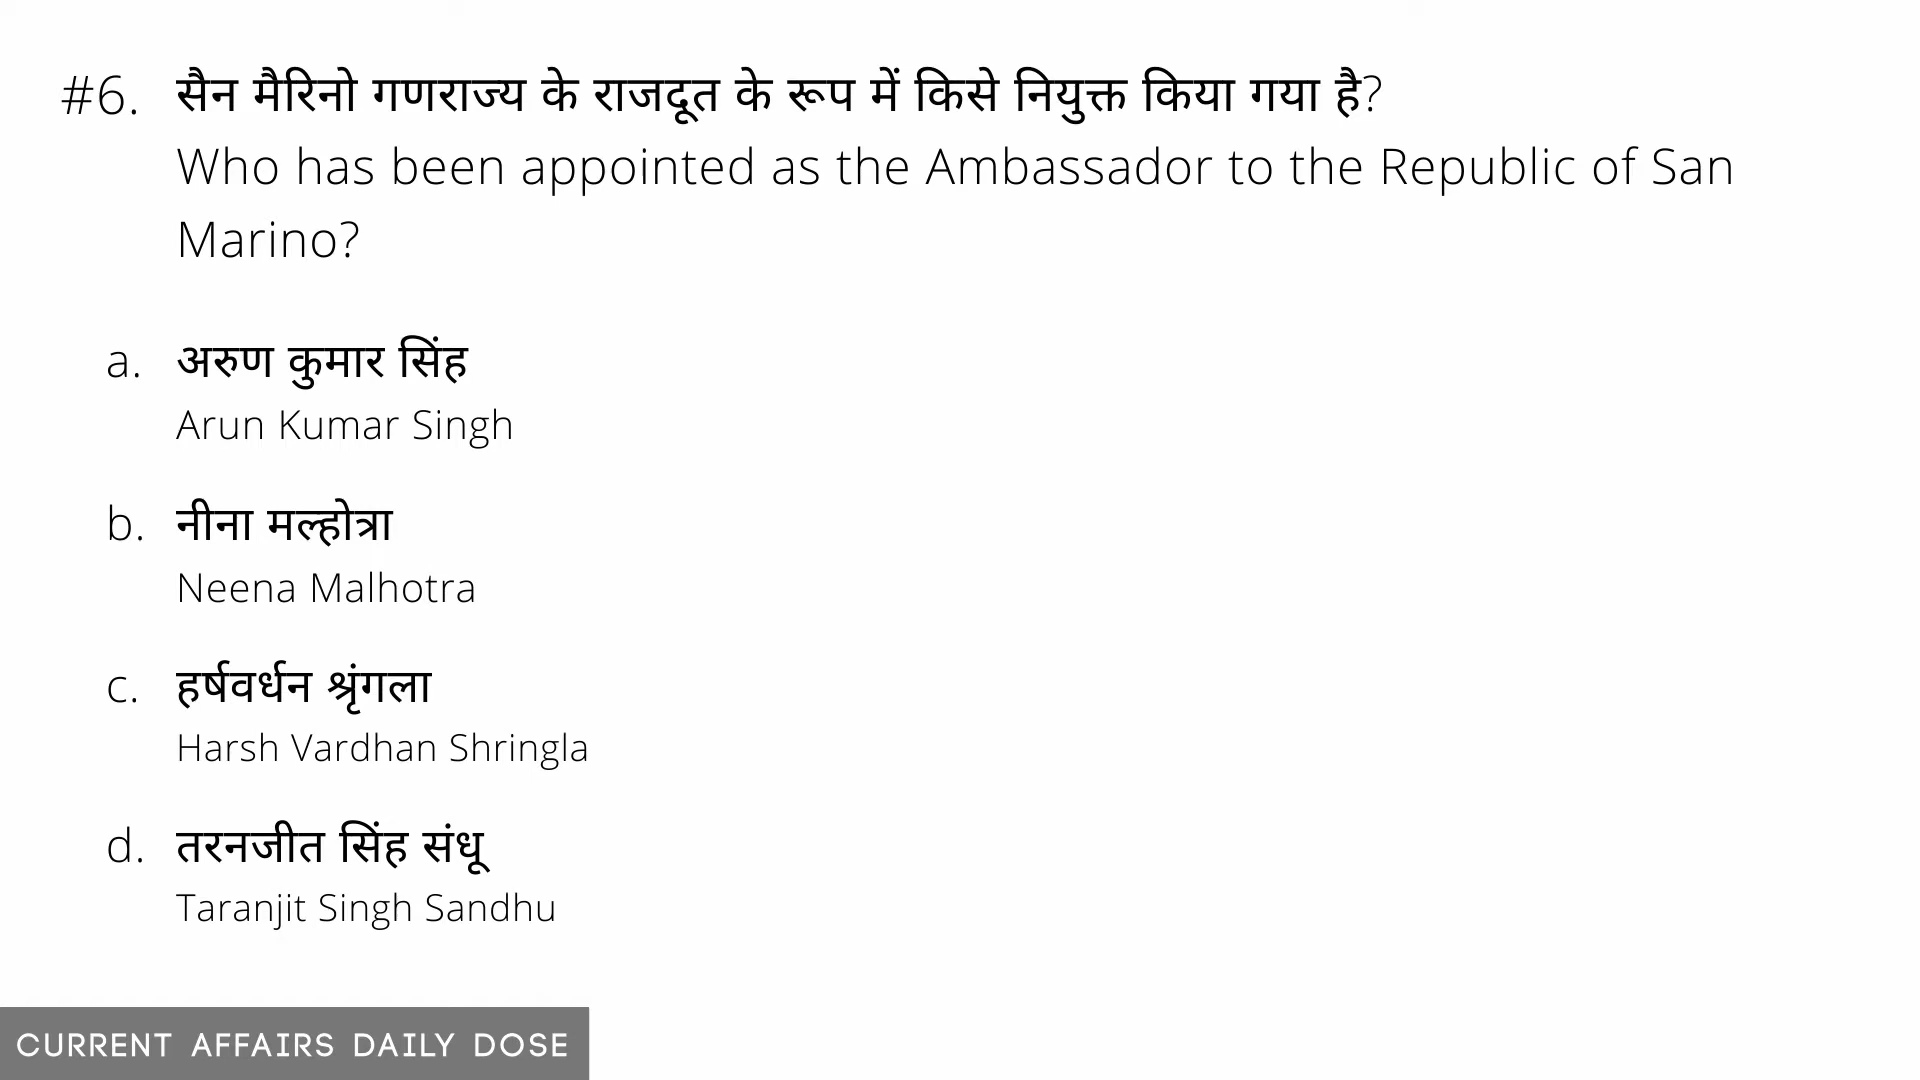 #6. सैन मैरिनो गणराज्य के राजदूत के रूप में किसे नियुक्त किया गया है?
Who has been appointed as the Ambassador to the Republic of San
Marino?
a. अरुण कुमार सिंह
Arun Kumar Singh
b. नीना मल्होत्रा
Neena Malhotra
c. हर्षवर्धन श्रृंगला
Harsh Vardhan Shringla
d. तरनजीत सिंह संधू
Taranjit Singh Sandhu
CURRENT AFFAIRS DAILY DOSE